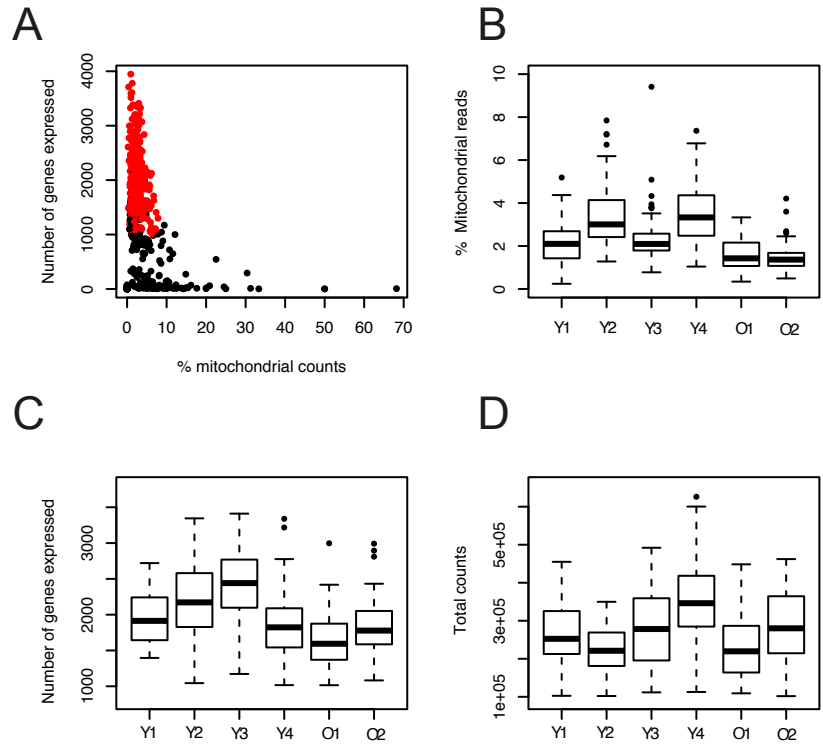 A
Number of genes expressed
4000
3000
2000
1000
0
0 10 20 30 40 50 60 70
% mitochondrial counts
B
% Mitochondrial reads
10
8
6
4
2
0
Y1 Y2 Y3 Y4 O1 O2
C
Number of genes expressed
3000
2000
1000
Y1 Y2 Y3 Y4 O1 O2
D
Total counts
5e+05
3e+05
1e+05
Y1 Y2 Y3 Y4 O1 O2